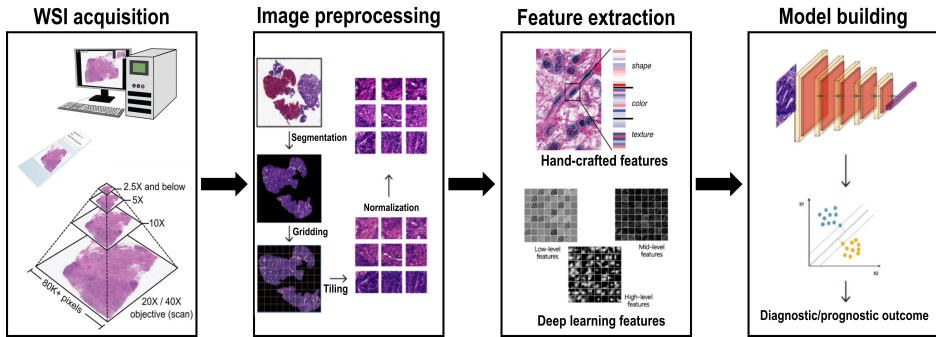 WSI acquisition
2.5X and below
5X
10X
80K+ pixels
20X / 40X
objective (scan)
Image preprocessing
Segmentation
Gridding
Tiling
Normalization
Feature extraction
shape
color
texture
Hand-crafted features
Low-level
features
Mid-level
features
High-level
features
Deep learning features
Model building
X1
X2
Diagnostic/prognostic outcome